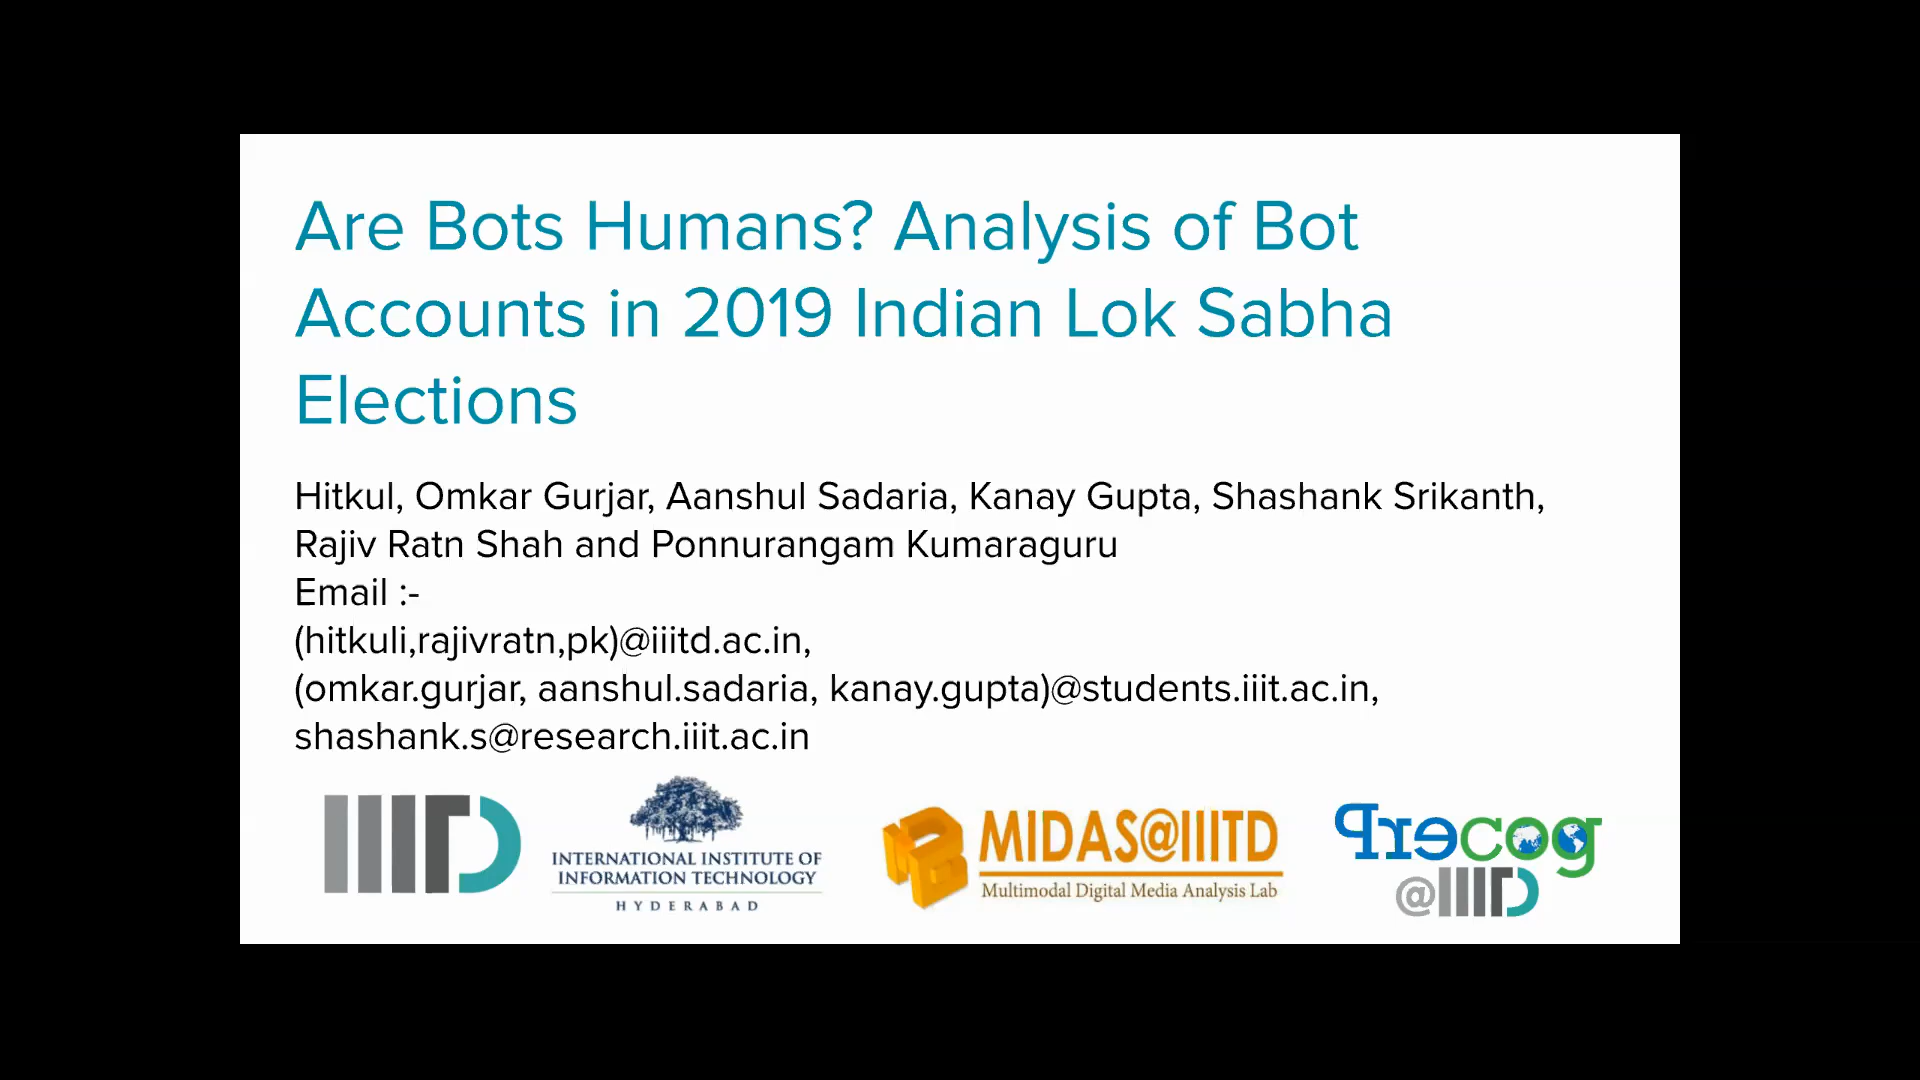 Are Bots Humans? Analysis of Bot
Accounts in 2019 Indian Lok Sabha
Elections
Hitkul, Omkar Gurjar, Aanshul Sadaria, Kanay Gupta, Shashank Srikanth,
Rajiv Ratn Shah and Ponnurangam Kumaraguru
Email :-
(hitkuli,rajivratn,pk)@iiitd.ac.in,
(omkar.gurjar, aanshul.sadaria, kanay.gupta)@students.iiit.ac.in,
shashank.s@research.iiit.ac.in
IIITD
INTERNATIONAL INSTITUTE OF
INFORMATION TECHNOLOGY
HYDERABAD
MIDAS@IIITD
Multimodal Digital Media Analysis Lab
Precog
@IIITD